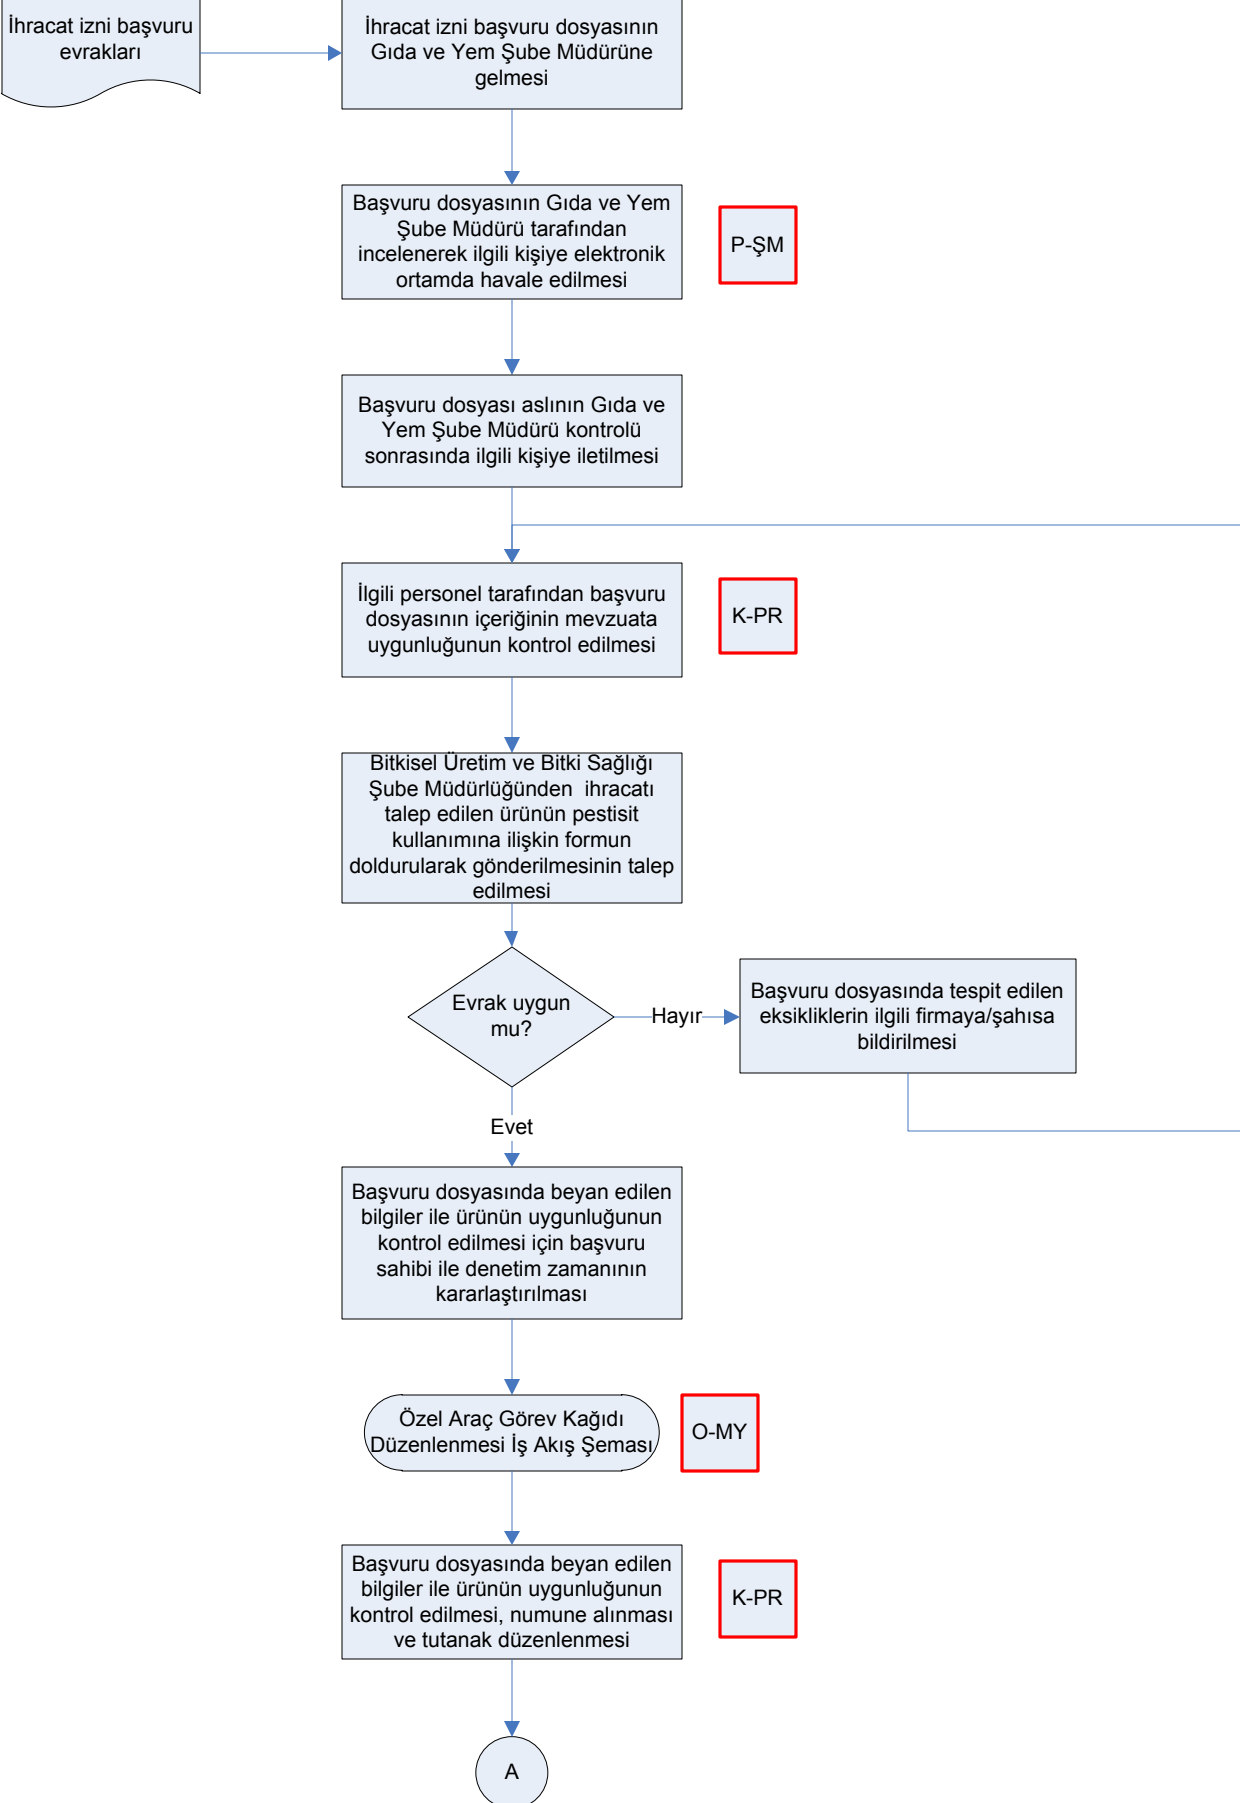 İhracat izni başvuru
evrakları
İhracat izni başvuru dosyasının
Gıda ve Yem Şube Müdürüne
gelmesi
Başvuru dosyasının Gıda ve Yem
Şube Müdürü tarafından
incelenerek ilgili kişiye elektronik
ortamda havale edilmesi
P-ŞM
Başvuru dosyası aslının Gıda ve
Yem Şube Müdürü kontrolü
sonrasında ilgili kişiye iletilmesi
İlgili personel tarafından başvuru
dosyasının içeriğinin mevzuata
uygunluğunun kontrol edilmesi
K-PR
Bitkisel Üretim ve Bitki Sağlığı
Şube Müdürlüğünden  ihracatı
talep edilen ürünün pestisit
kullanımına ilişkin formun
doldurularak gönderilmesinin talep
edilmesi
Evrak uygun
mu?
Hayır
Başvuru dosyasında tespit edilen
eksikliklerin ilgili firmaya/şahısa
bildirilmesi
Evet
Başvuru dosyasında beyan edilen
bilgiler ile ürünün uygunluğunun
kontrol edilmesi için başvuru
sahibi ile denetim zamanının
kararlaştırılması
Özel Araç Görev Kağıdı
Düzenlenmesi İş Akış Şeması
O-MY
Başvuru dosyasında beyan edilen
bilgiler ile ürünün uygunluğunun
kontrol edilmesi, numune alınması
ve tutanak düzenlenmesi
K-PR
A